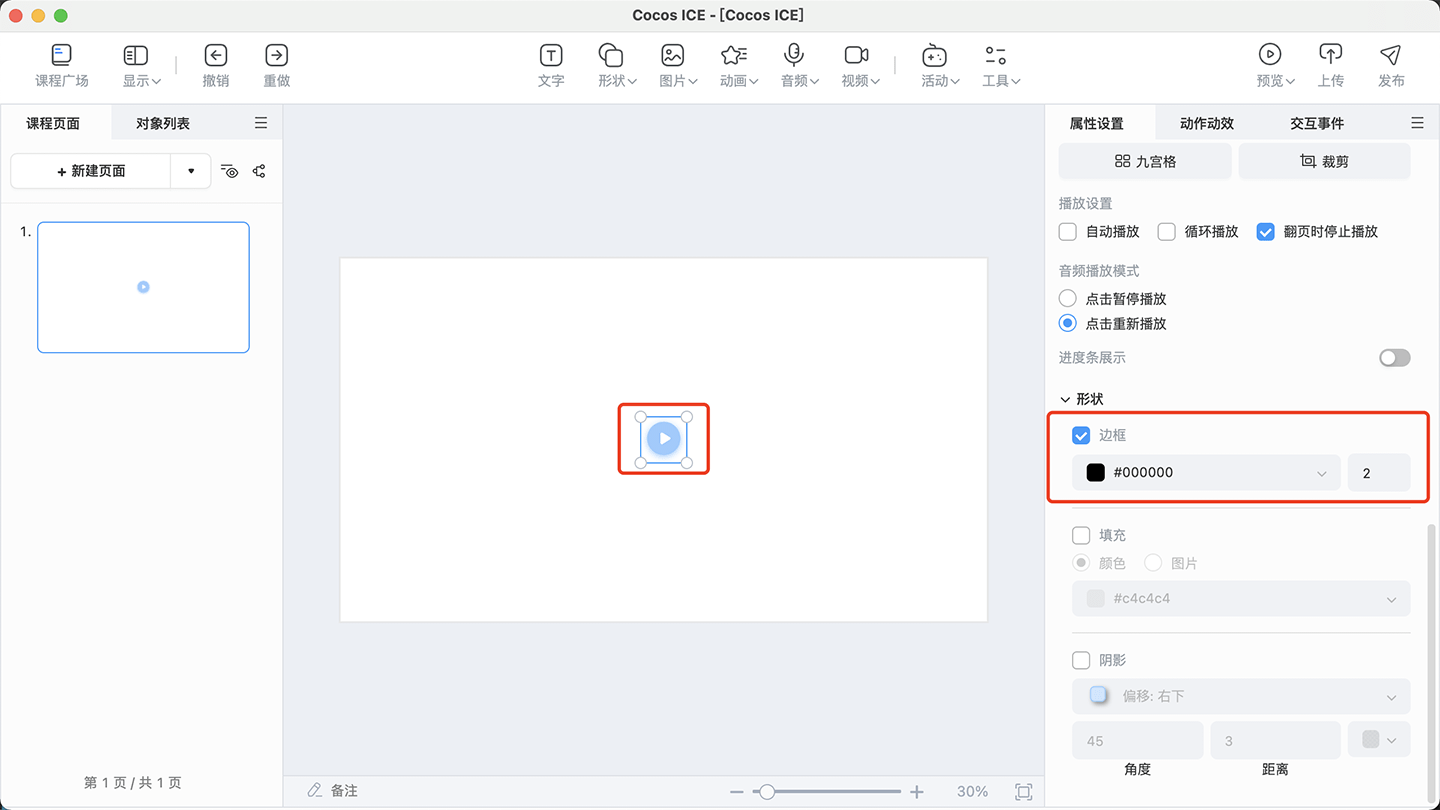 Cocos ICE - [Cocos ICE]
课程广场 显示 撤销 重做 文字 形状 图片 动画 音频 视频 活动 工具 预览 上传 发布
课程页面 对象列表
+ 新建页面
1.
第 1 页 / 共 1 页
备注 30%
属性设置 动作动效 交互事件
九宫格 裁剪
播放设置
自动播放 循环播放 翻页时停止播放
音频播放模式
点击暂停播放
点击重新播放
进度条展示
形状
边框
#000000 2
填充
颜色 图片
#c4c4c4
阴影
偏移: 右下
45 3
角度 距离